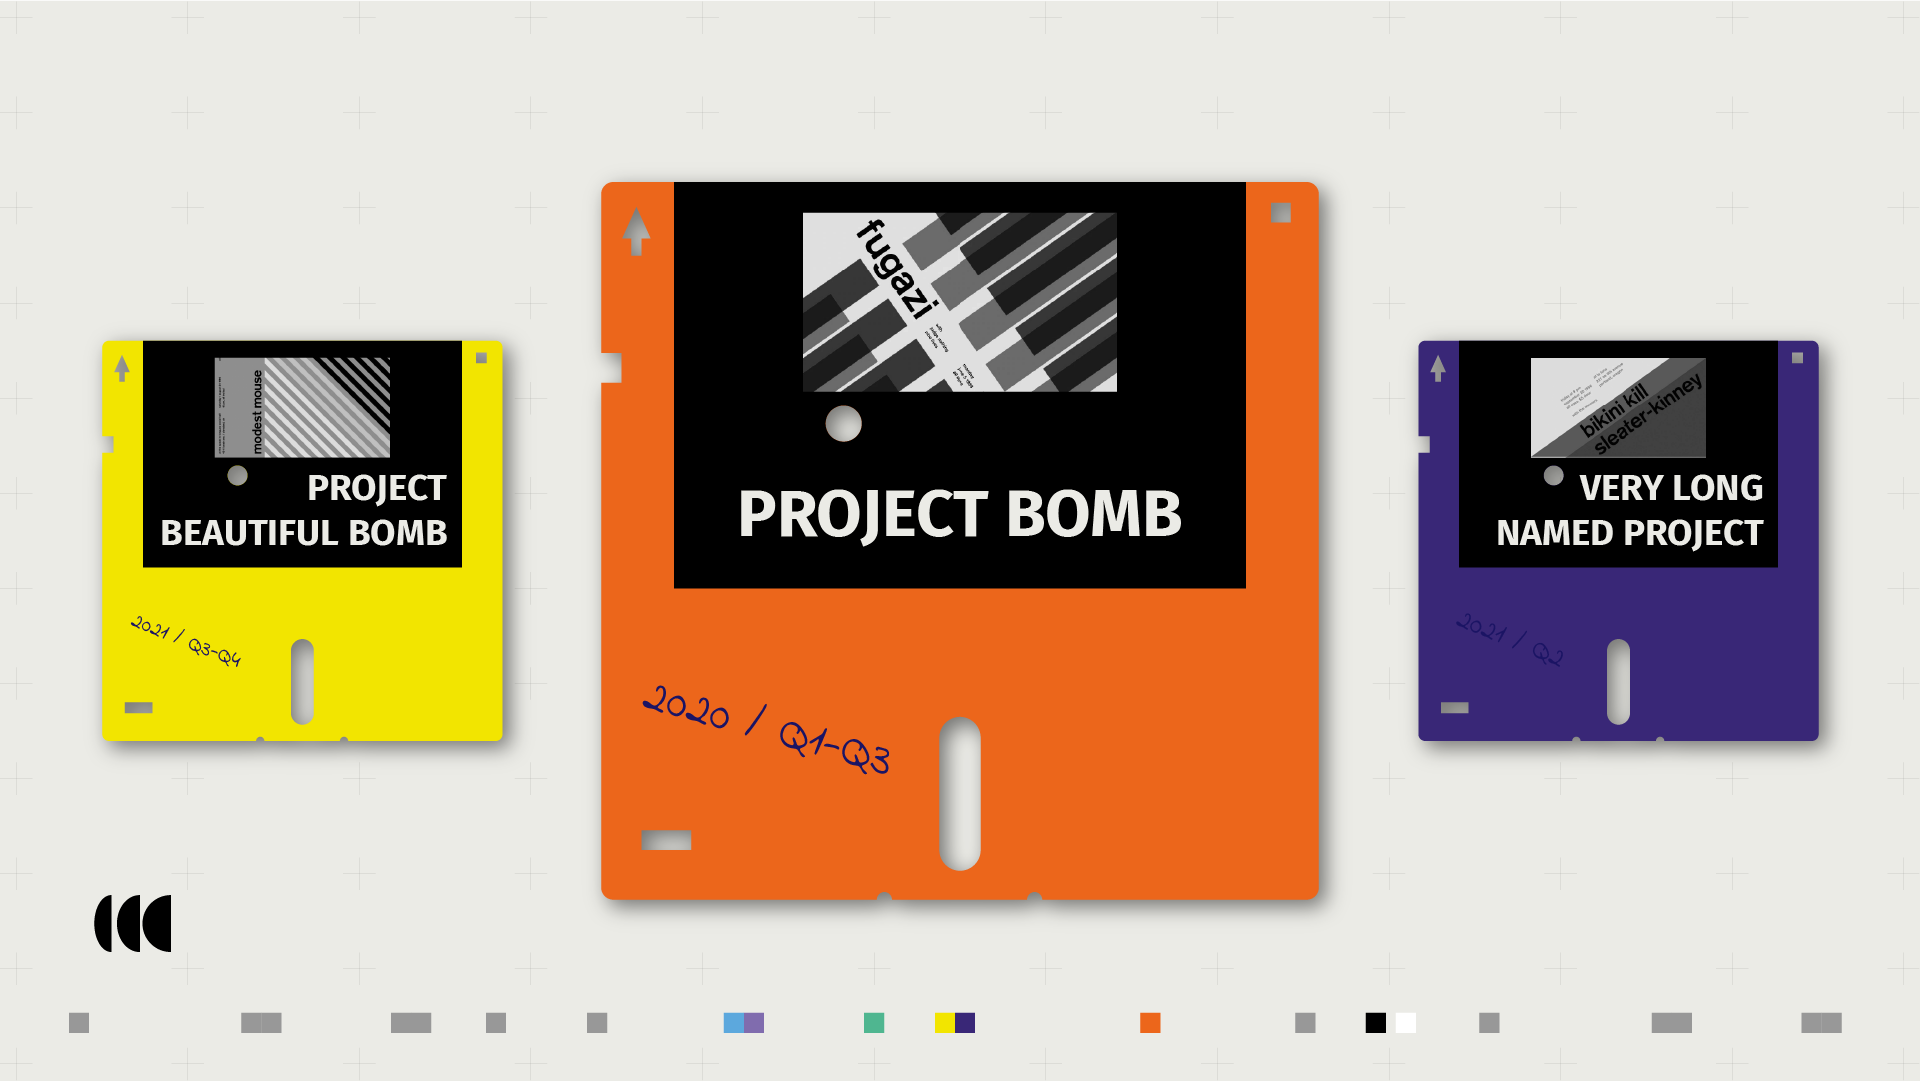 modest mouse
PROJECT
BEAUTIFUL BOMB
2021 / Q3-Q4
fugazi
PROJECT BOMB
2020 / Q1-Q3
bikini kill
sleater-kinney
VERY LONG
NAMED PROJECT
2021 / Q2